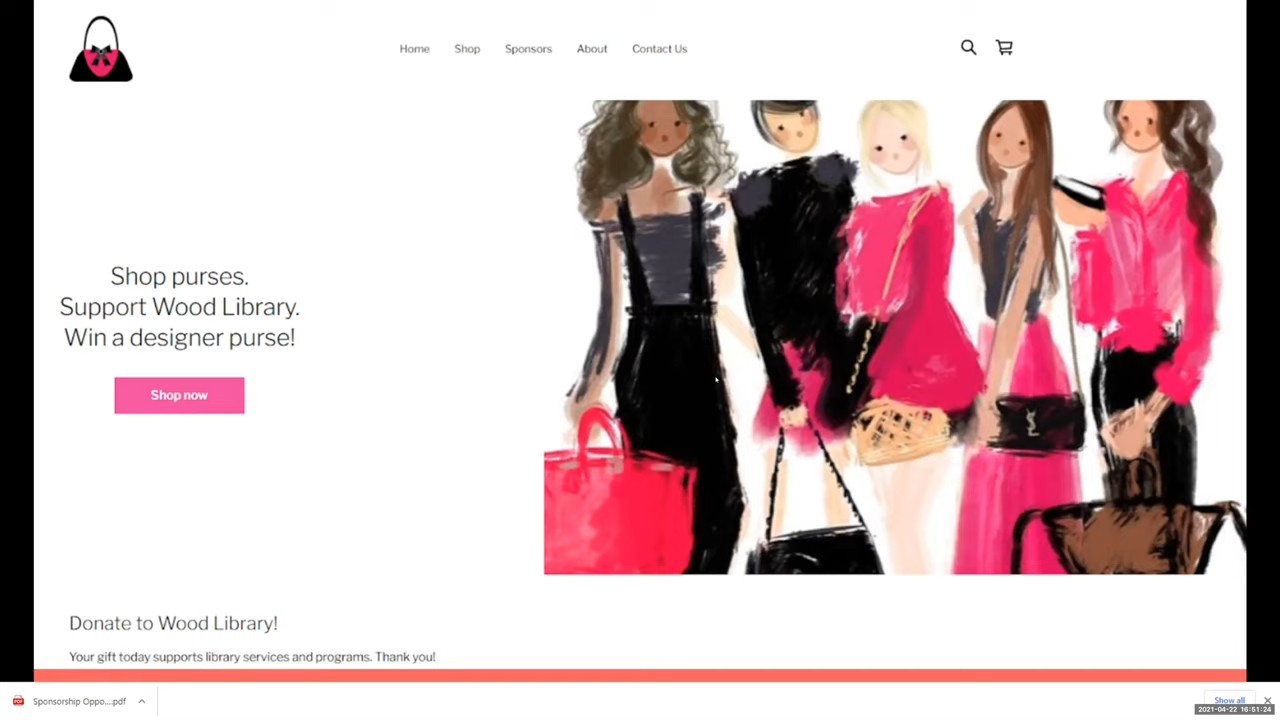 Home Shop Sponsors About Contact Us
Shop purses.
Support Wood Library.
Win a designer purse!
Shop now
Donate to Wood Library!
Your gift today supports library services and programs. Thank you!
Sponsorship Oppo....pdf
Show all
2021-04-22 16:51:24